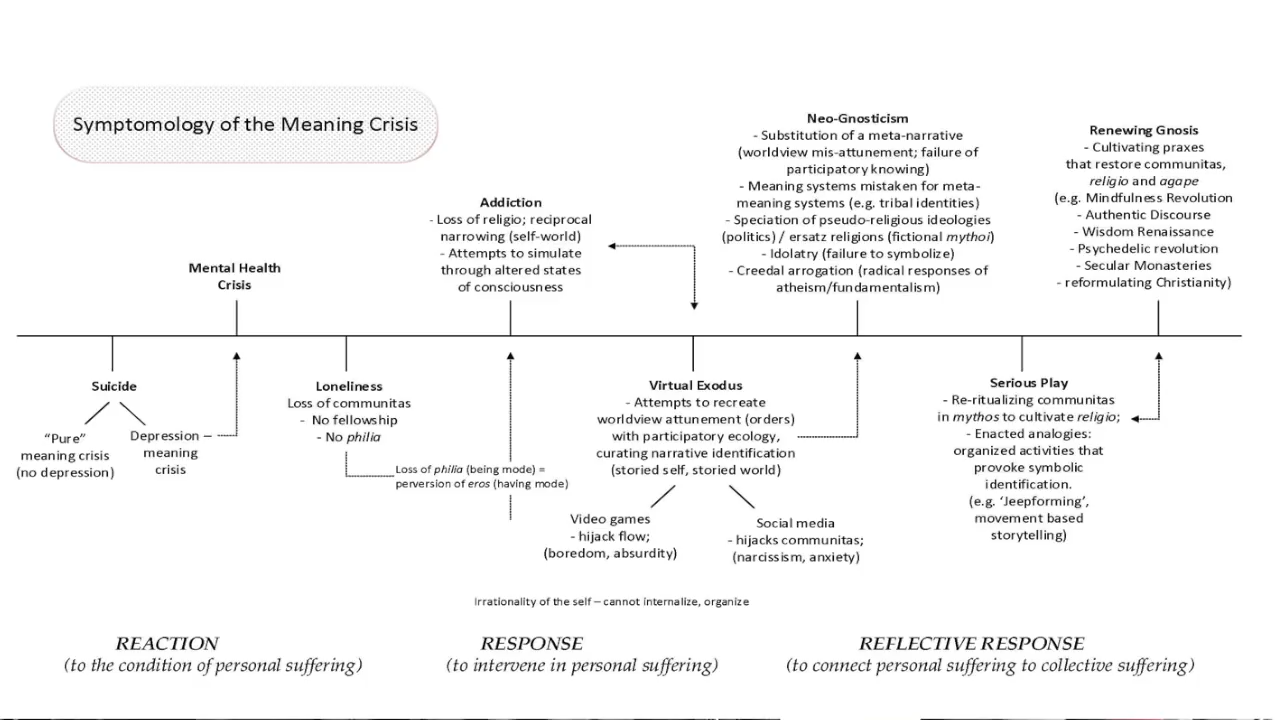 Symptomology of the Meaning Crisis
Mental Health
Crisis
Addiction
- Loss of religio; reciprocal
narrowing (self-world)
- Attempts to simulate
through altered states
of consciousness
Neo-Gnosticism
- Substitution of a meta-narrative
(worldview mis-attunement; failure of
participatory knowing)
- Meaning systems mistaken for meta-
meaning systems (e.g. tribal identities)
- Speciation of pseudo-religious ideologies
(politics) / ersatz religions (fictional mythoi)
- Idolatry (failure to symbolize)
- Creedal arrogation (radical responses of
atheism/fundamentalism)
Renewing Gnosis
- Cultivating praxes
that restore communitas,
religio and agape
(e.g. Mindfulness Revolution
- Authentic Discourse
- Wisdom Renaissance
- Psychedelic revolution
- Secular Monasteries
- reformulating Christianity)
Suicide
"Pure"
meaning crisis
(no depression)
Depression –
meaning
crisis
Loneliness
Loss of communitas
- No fellowship
- No philia
Loss of philia (being mode) =
perversion of eros (having mode)
Virtual Exodus
- Attempts to recreate
worldview attunement (orders)
with participatory ecology,
curating narrative identification
(storied self, storied world)
Video games
- hijack flow;
(boredom, absurdity)
Social media
- hijacks communitas;
(narcissism, anxiety)
Serious Play
- Re-ritualizing communitas
in mythos to cultivate religio;
- Enacted analogies:
organized activities that
provoke symbolic
identification.
(e.g. 'Jeepforming',
movement based
storytelling)
Irrationality of the self – cannot internalize, organize
REACTION
(to the condition of personal suffering)
RESPONSE
(to intervene in personal suffering)
REFLECTIVE RESPONSE
(to connect personal suffering to collective suffering)